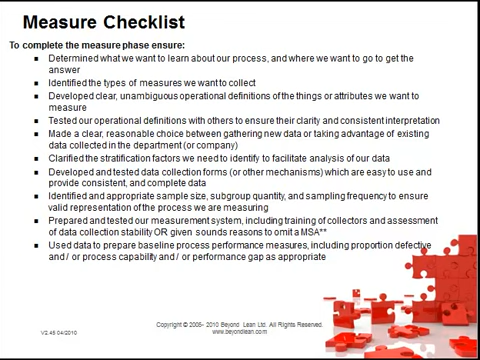 Measure Checklist
To complete the measure phase ensure:
Determined what we want to learn about our process, and where we want to go to get the
answer
Identified the types of measures we want to collect
Developed clear, unambiguous operational definitions of the things or attributes we want to
measure
Tested our operational definitions with others to ensure their clarity and consistent interpretation
Made a clear, reasonable choice between gathering new data or taking advantage of existing
data collected in the department (or company)
Clarified the stratification factors we need to identify to facilitate analysis of our data
Developed and tested data collection forms (or other mechanisms) which are easy to use and
provide consistent, and complete data
Identified and appropriate sample size, subgroup quantity, and sampling frequency to ensure
valid representation of the process we are measuring
Prepared and tested our measurement system, including training of collectors and assessment
of data collection stability OR given sounds reasons to omit a MSA**
Used data to prepare baseline process performance measures, including proportion defective
and / or process capability and / or performance gap as appropriate
Copyright © 2008- 2010 Beyond Lean Ltd. All Rights Reserved.
www.beyondlean.com
V2.45 04/2010